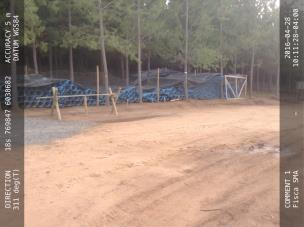 DIRECTION
311 deg(T)
18s 769847 6038682
ACCURACY 5 m
DATUM WGS84
COMMENT 1
Fisca SMA
2016-04-28
10:11:28-04:00